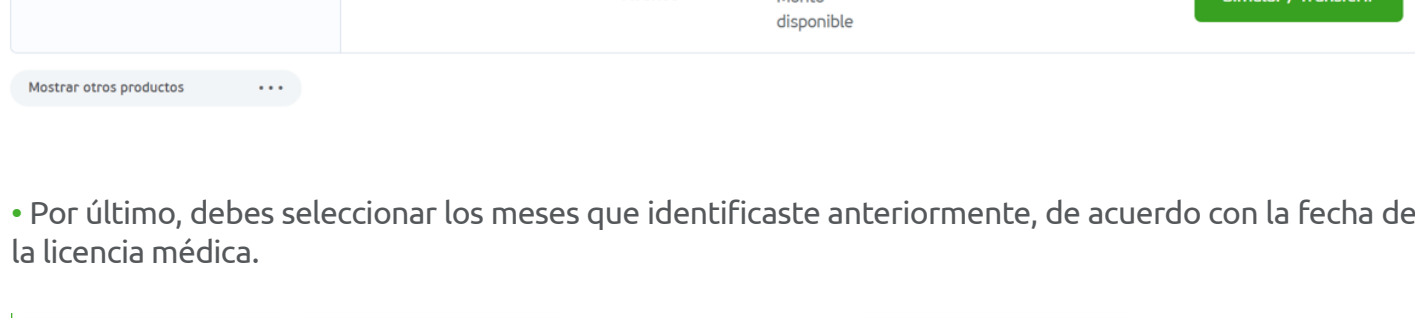 disponible
Mostrar otros productos
• Por último, debes seleccionar los meses que identificaste anteriormente, de acuerdo con la fecha de
la licencia médica.